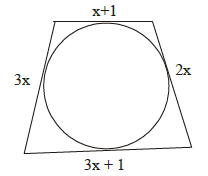 x+1
3x
2x
3x + 1